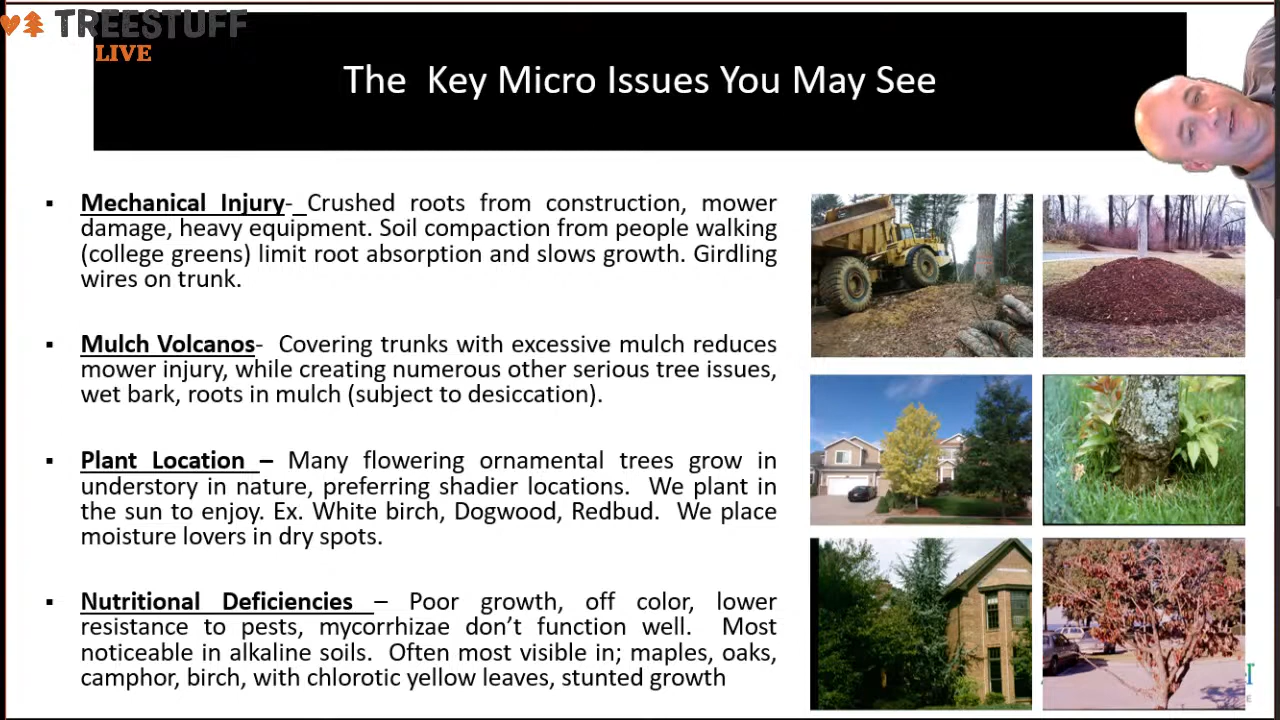 TREESTUFF
LIVE
The Key Micro Issues You May See
▪ Mechanical Injury- Crushed roots from construction, mower
damage, heavy equipment. Soil compaction from people walking
(college greens) limit root absorption and slows growth. Girdling
wires on trunk.
▪ Mulch Volcanos- Covering trunks with excessive mulch reduces
mower injury, while creating numerous other serious tree issues,
wet bark, roots in mulch (subject to desiccation).
▪ Plant Location – Many flowering ornamental trees grow in
understory in nature, preferring shadier locations. We plant in
the sun to enjoy. Ex. White birch, Dogwood, Redbud. We place
moisture lovers in dry spots.
▪ Nutritional Deficiencies – Poor growth, off color, lower
resistance to pests, mycorrhizae don’t function well. Most
noticeable in alkaline soils. Often most visible in; maples, oaks,
camphor, birch, with chlorotic yellow leaves, stunted growth